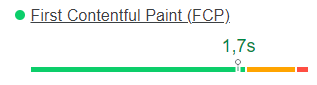 First Contentful Paint (FCP)
1,7s